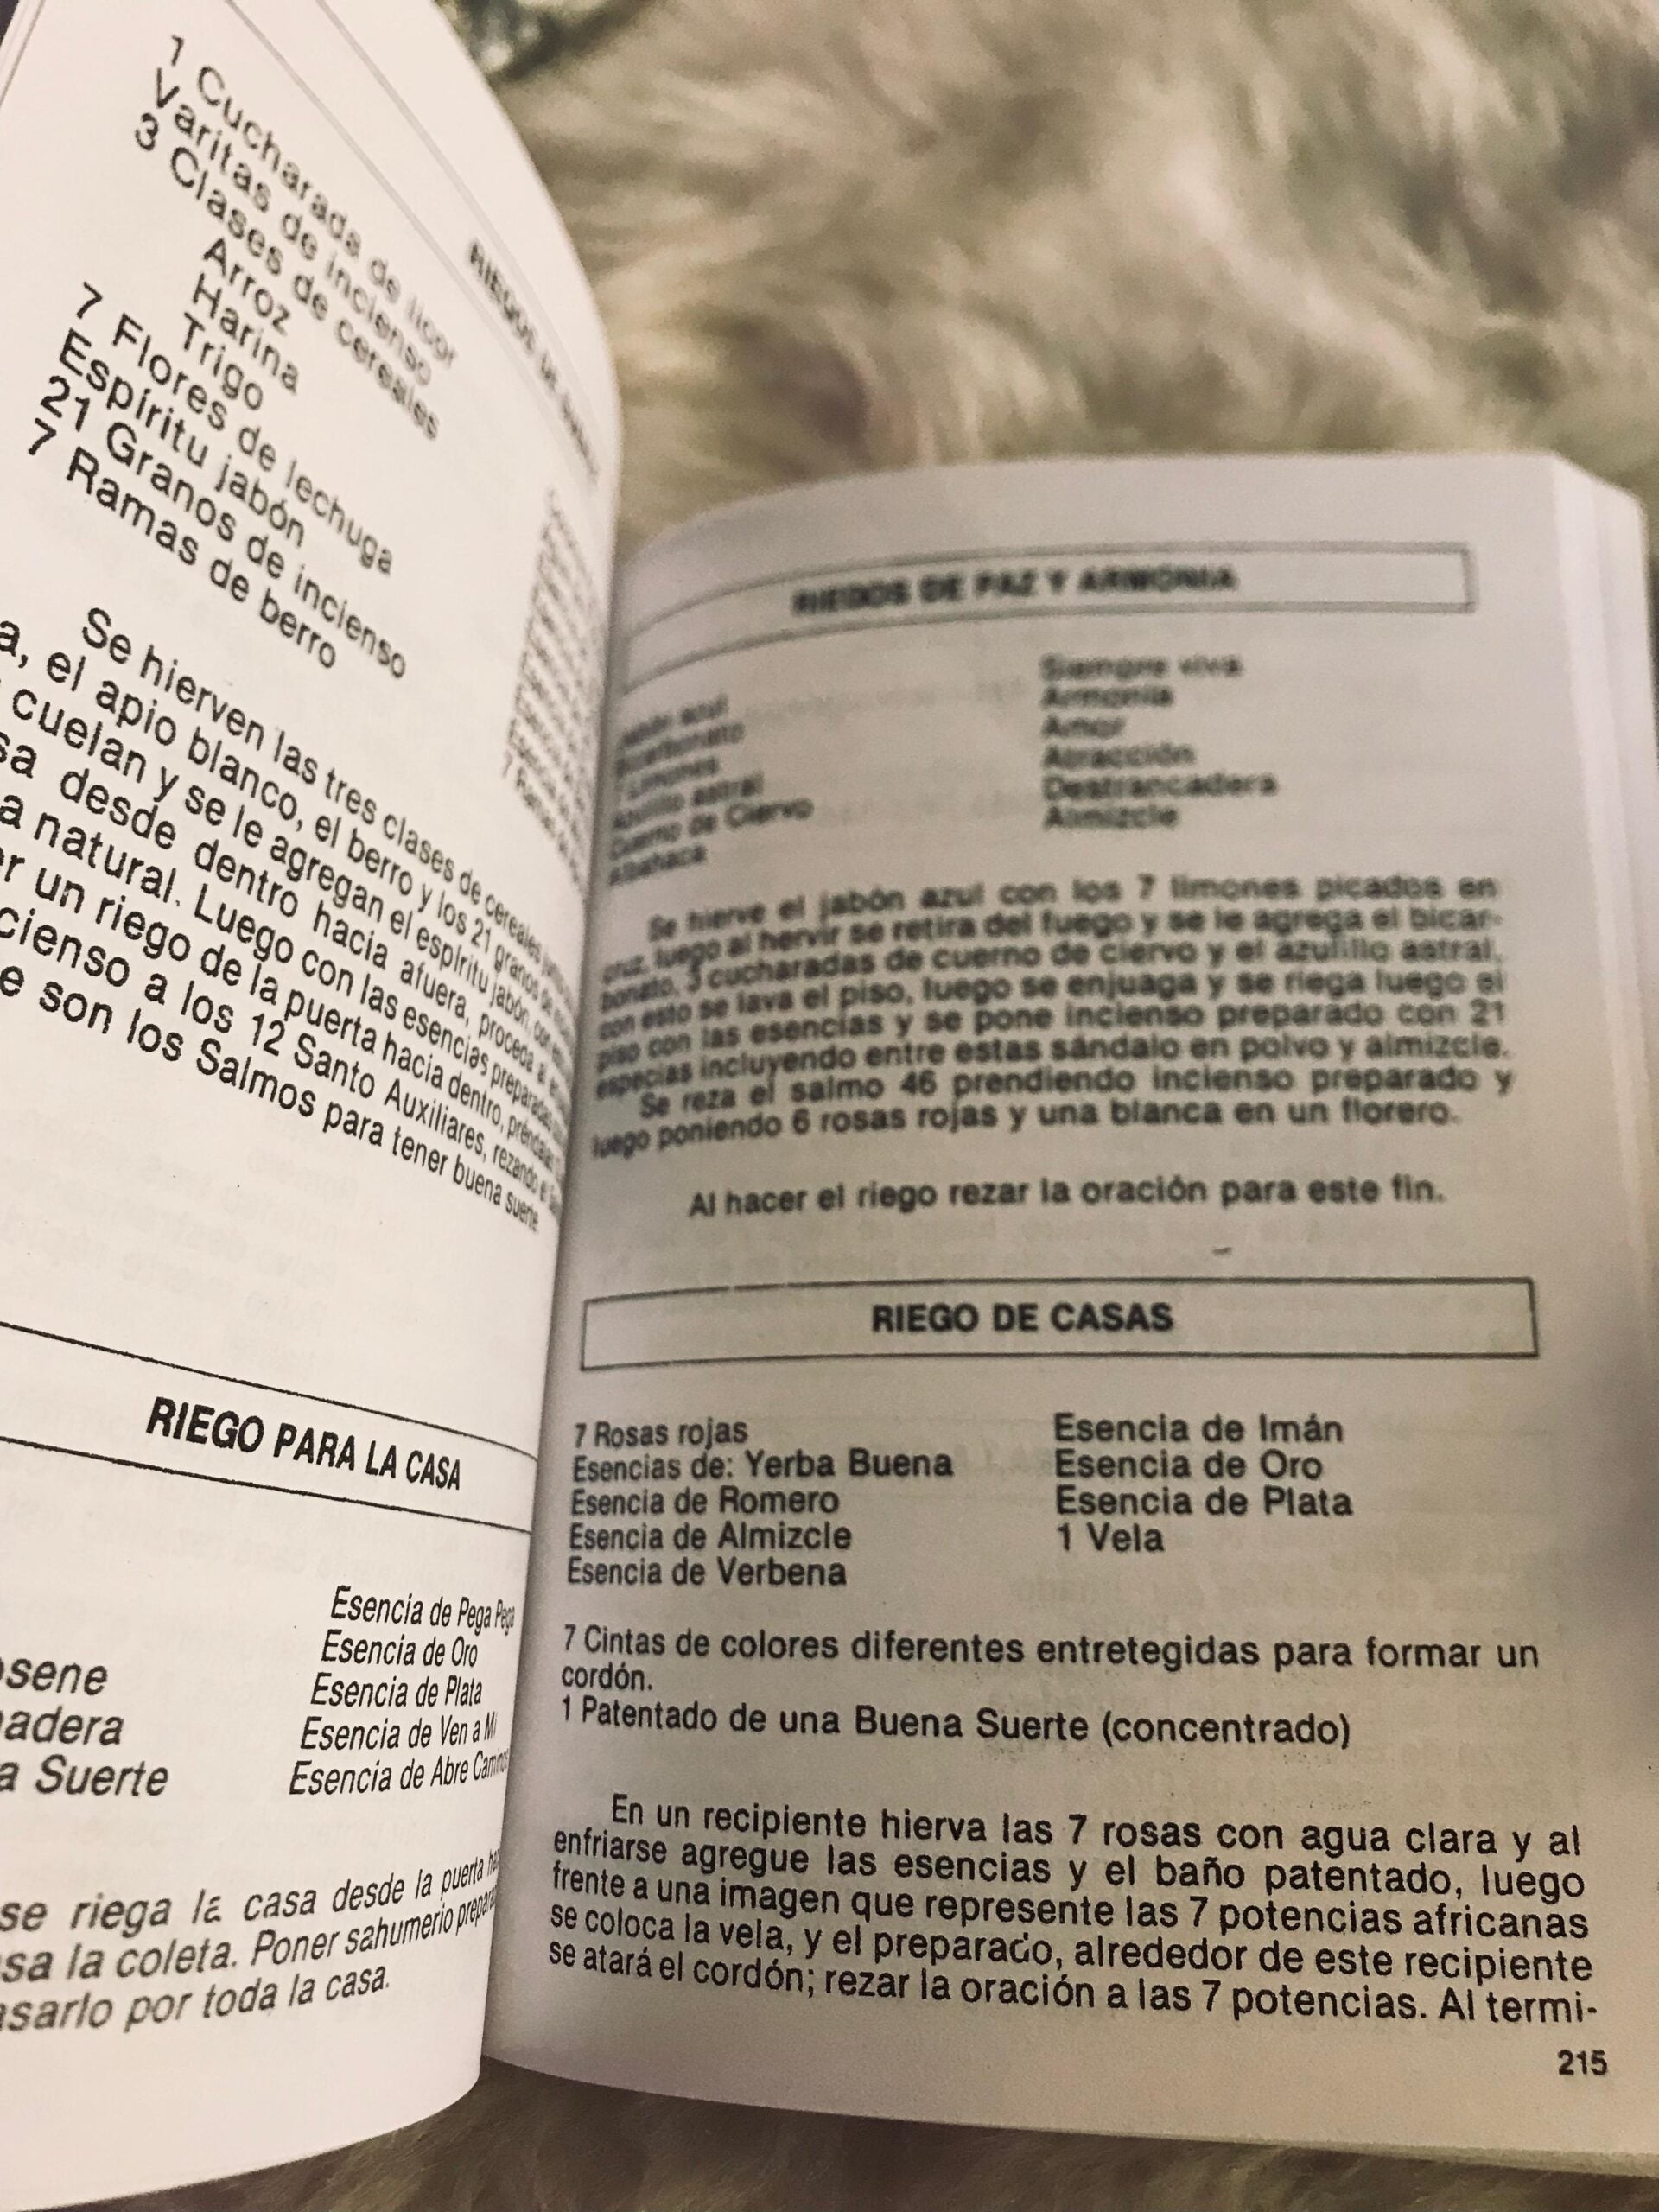 1 Cucharada de licor
Varitas de incienso
3 Clases de cereales
Arroz
Harina
Trigo
7 Flores de lechuga
Espíritu jabón
21 Granos de incienso
7 Ramas de berro
Se hierven las tres clases de cereales
a, el apio blanco, el berro y los 21 granos de
cuelan y se le agregan el espíritu jabón, con
sa desde dentro hacia afuera, proceda a
a natural. Luego con las esencias preparadas
er un riego de la puerta hacia dentro,
cienso a los 12 Santo Auxiliares, rezando el
e son los Salmos para tener buena suerte
RIEGO PARA LA CASA
Esencia de Pega Pega
Esencia de Oro
osene Esencia de Plata
adera Esencia de Ven a Mi
a Suerte Esencia de Abre Caminos
se riega la casa desde la puerta
sa la coleta. Poner sahumerio
asarlo por toda la casa.
RIEGOS DE PAZ Y ARMONIA
Siempre viva
Jabón azul Armonía
Bicarbonato Amor
7 Limones Atracción
Azulillo astral Destrancadera
Cuerno de Ciervo Almizcle
Albahaca
Se hierve el jabón azul con los 7 limones picados en
cruz, luego al hervir se retira del fuego y se le agrega el bicar-
bonato, 3 cucharadas de cuerno de ciervo y el azulillo astral,
con esto se lava el piso, luego se enjuaga y se riega luego el
piso con las esencias y se pone incienso preparado con 21
especias incluyendo entre estas sándalo en polvo y almizcle.
Se reza el salmo 46 prendiendo incienso preparado y
luego poniendo 6 rosas rojas y una blanca en un florero.
Al hacer el riego rezar la oración para este fin.
RIEGO DE CASAS
7 Rosas rojas Esencia de Imán
Esencias de: Yerba Buena Esencia de Oro
Esencia de Romero Esencia de Plata
Esencia de Almizcle 1 Vela
Esencia de Verbena
7 Cintas de colores diferentes entretegidas para formar un
cordón.
1 Patentado de una Buena Suerte (concentrado)
En un recipiente hierva las 7 rosas con agua clara y al
enfriarse agregue las esencias y el baño patentado, luego
frente a una imagen que represente las 7 potencias africanas
se coloca la vela, y el preparado, alrededor de este recipiente
se atará el cordón; rezar la oración a las 7 potencias. Al termi-
215